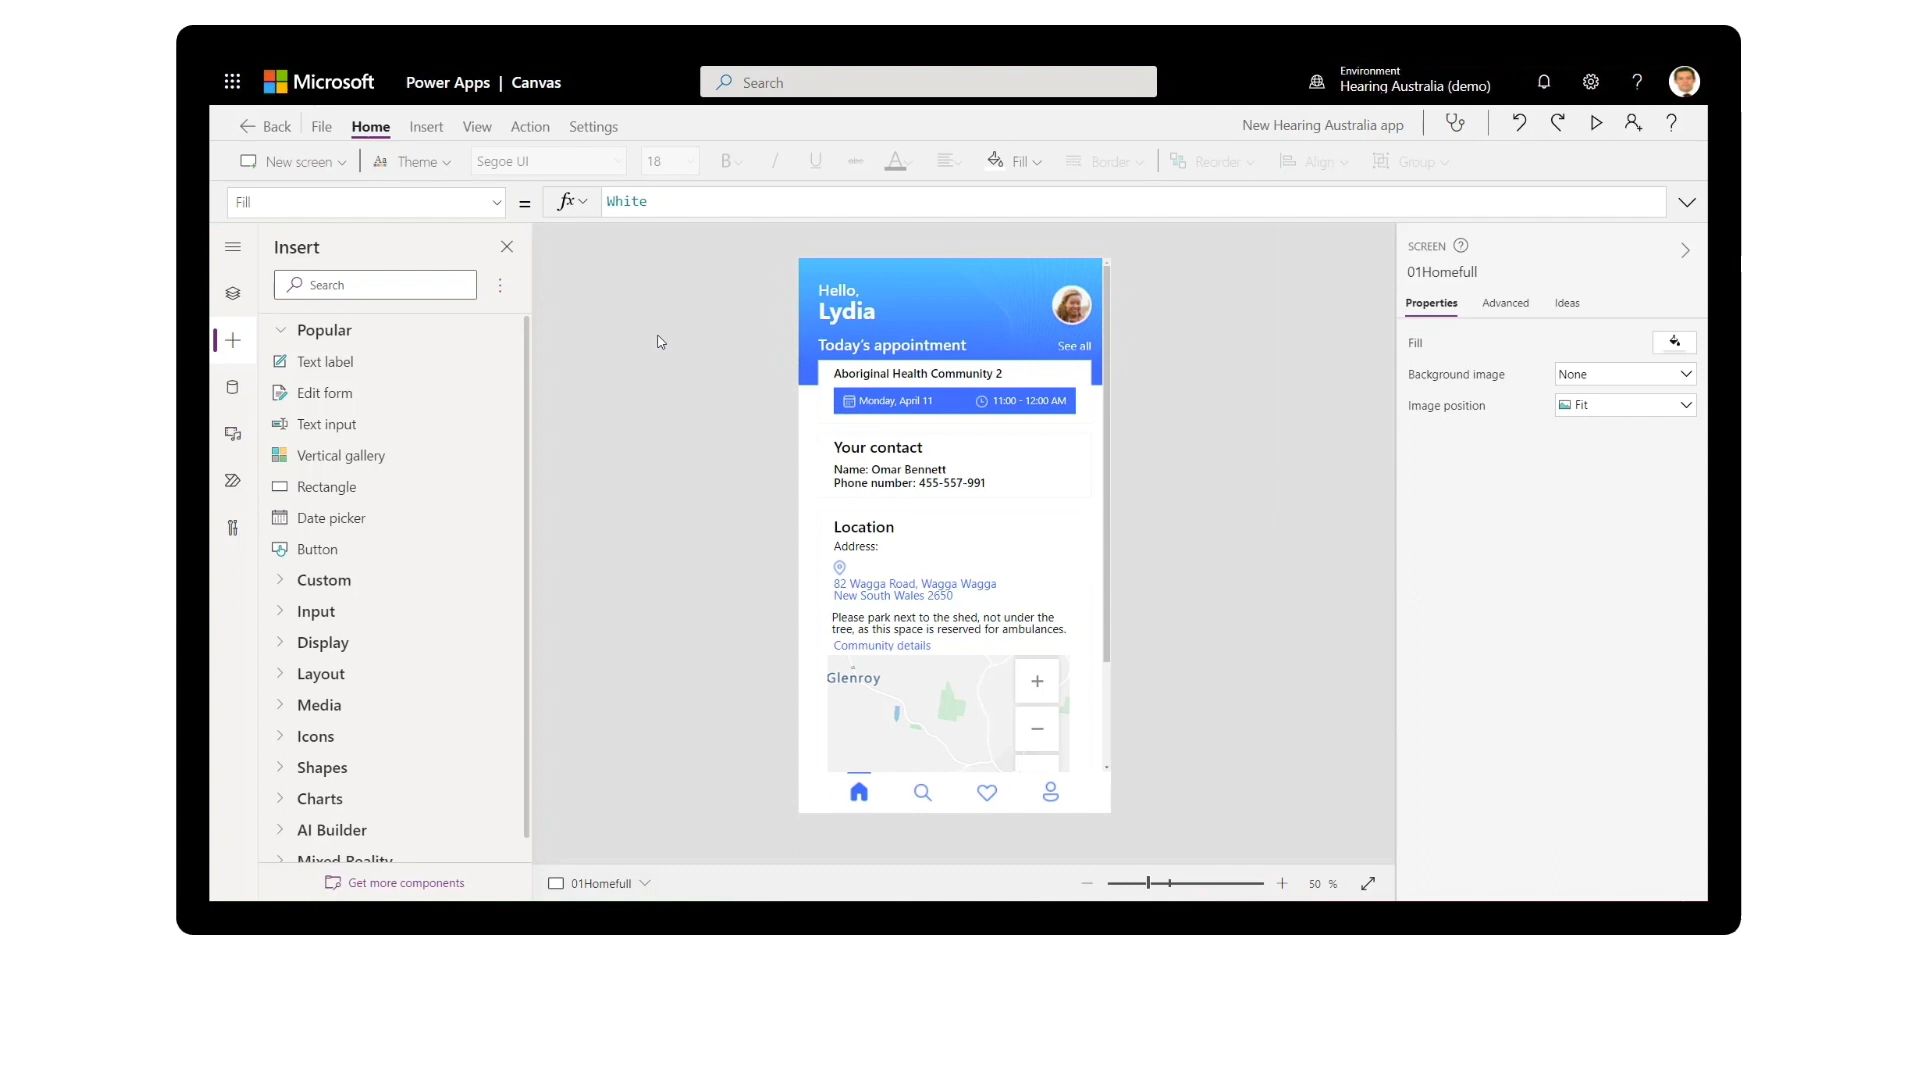 Microsoft
Power Apps | Canvas
Search
Environment
Hearing Australia (demo)
?
Back
File
Home
Insert
View
Action
Settings
New Hearing Australia app
?
New screen
Theme
Segoe UI
18
B
/
U
abc
A
Fill
Border
Reorder
Align
Group
Fill
=
fx
White
Insert
Search
Popular
Text label
Edit form
Text input
Vertical gallery
Rectangle
Date picker
Button
Custom
Input
Display
Layout
Media
Icons
Shapes
Charts
AI Builder
Mixed Reality
Get more components
Hello,
Lydia
Today's appointment
See all
Aboriginal Health Community 2
Monday, April 11
11:00 - 12:00 AM
Your contact
Name: Omar Bennett
Phone number: 455-557-991
Location
Address:
82 Wagga Road, Wagga Wagga
New South Wales 2650
Please park next to the shed, not under the
tree, as this space is reserved for ambulances.
Community details
Glenroy
+
−
01Homefull
− + 50 %
SCREEN ?
01Homefull
Properties
Advanced
Ideas
Fill
Background image
None
Image position
Fit